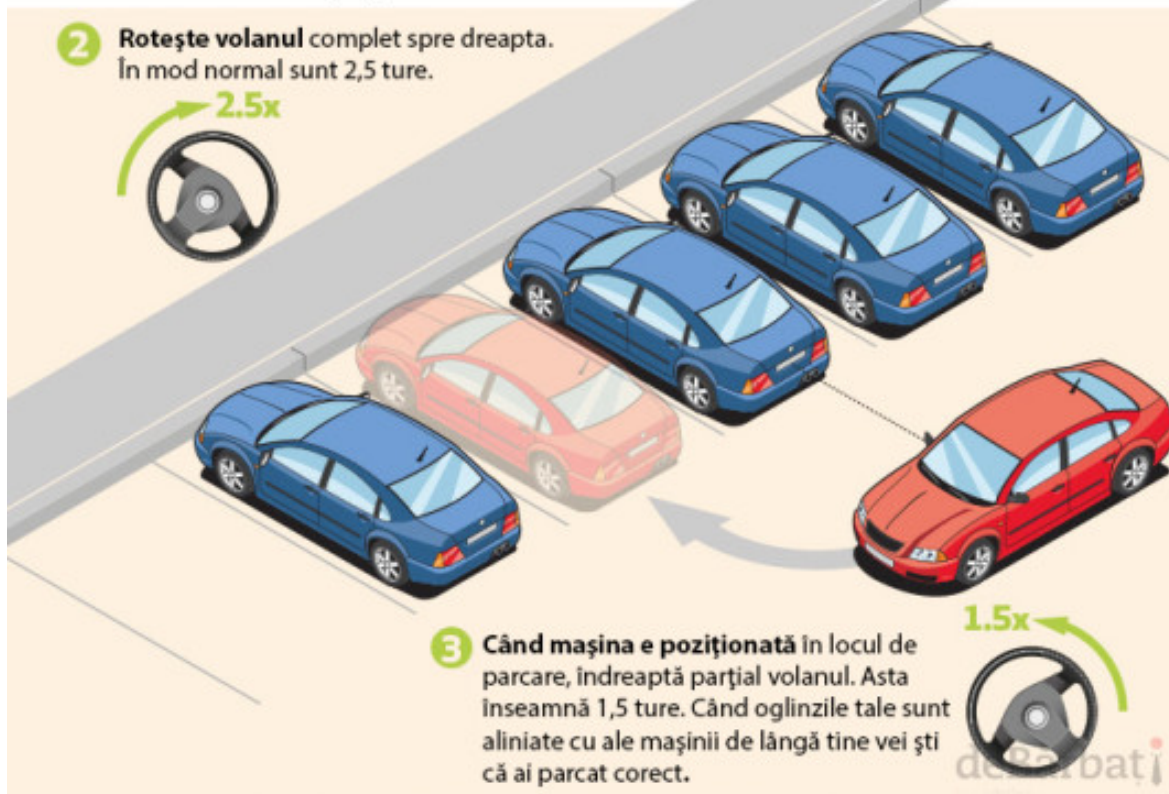 2 Roteşte volanul complet spre dreapta.
În mod normal sunt 2,5 ture.
2.5x
1.5x
3 Când maşina e poziţionată în locul de
parcare, îndreaptă parţial volanul. Asta
înseamnă 1,5 ture. Când oglinzile tale sunt
aliniate cu ale maşinii de lângă tine vei şti
că ai parcat corect.
deBarbati